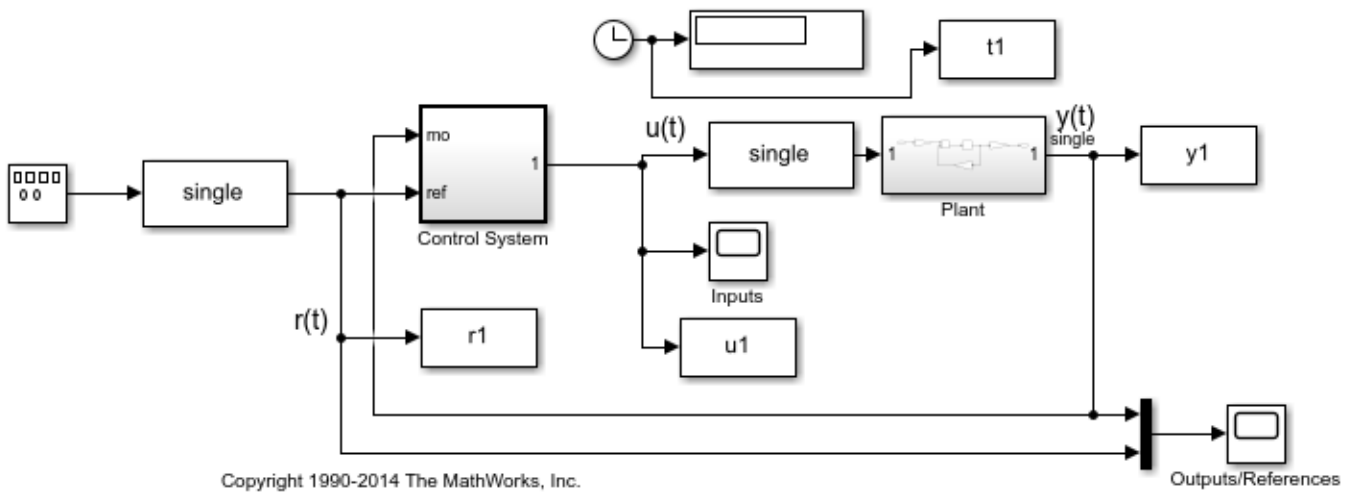 t1
u(t)
y(t)
mo
1
single
1
1
single
y1
single
ref
Plant
Control System
Inputs
r(t)
r1
u1
Copyright 1990-2014 The MathWorks, Inc.
Outputs/References